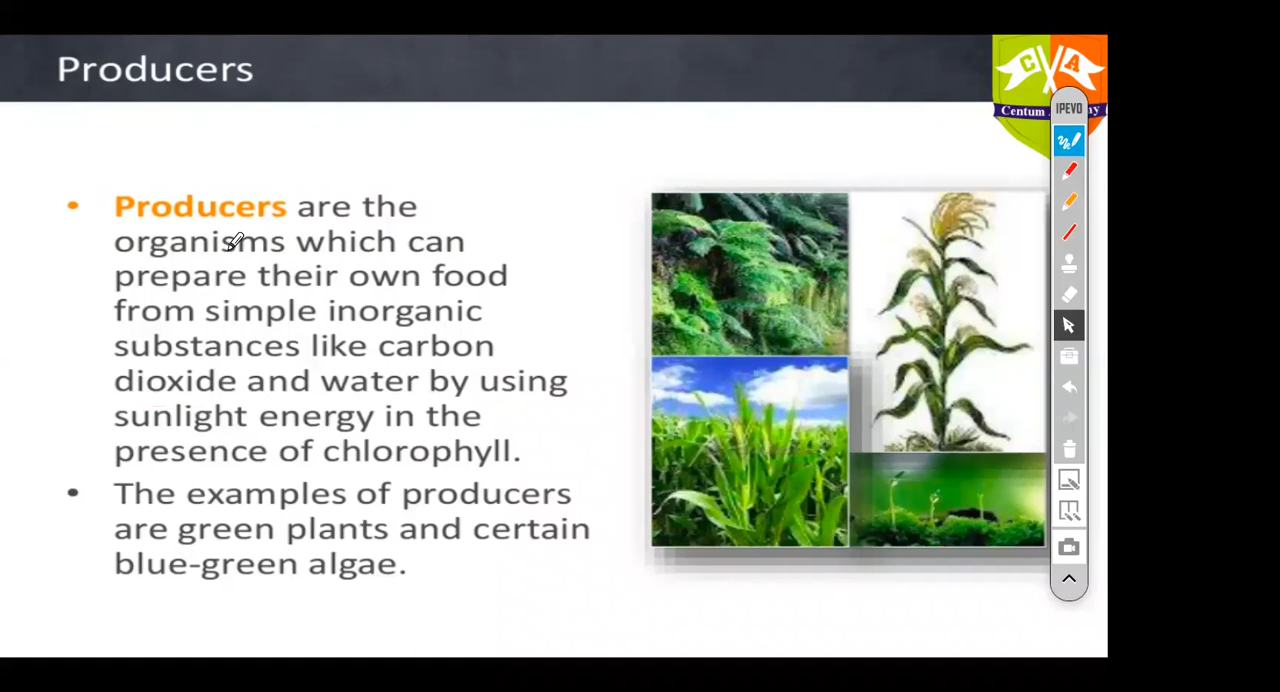 Producers
C A
Centum A
ny
IPEVO
• Producers are the
organisms which can
prepare their own food
from simple inorganic
substances like carbon
dioxide and water by using
sunlight energy in the
presence of chlorophyll.
• The examples of producers
are green plants and certain
blue-green algae.